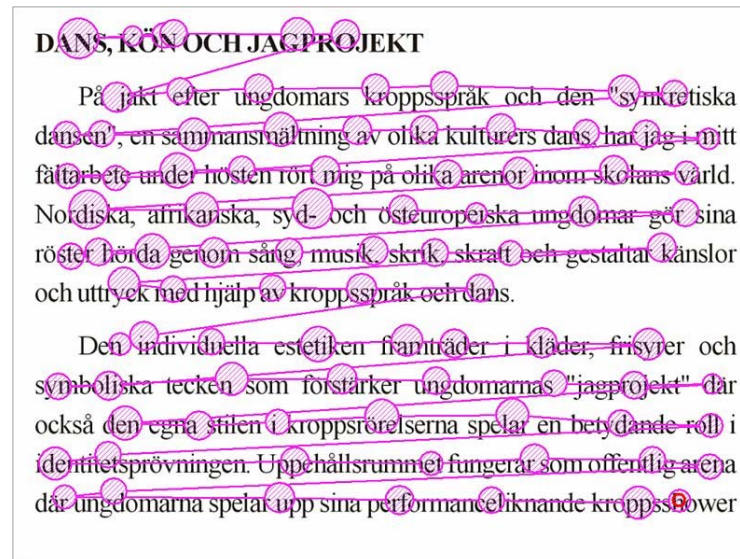 DANS, KÖN OCH JAGPROJEKT
På jakt efter ungdomars kroppsspråk och den "synkretiska
dansen", en sammansmältning av olika kulturers dans, har jag i mitt
fältarbete under hösten rört mig på olika arenor inom skolans värld.
Nordiska, afrikanska, syd- och östeuropeiska ungdomar gör sina
röster hörda genom sång, musik, skrik, skratt och gestaltar känslor
och uttryck med hjälp av kroppsspråk och dans.
Den individuella estetiken framträder i kläder, frisyrer och
symboliska tecken som förstärker ungdomarnas "jagprojekt" där
också den egna stilen i kroppsrörelserna spelar en betydande roll i
identitetsprövningen. Uppehållsrummet fungerar som offentlig arena
där ungdomarna spelar upp sina performanceliknande kroppsshower